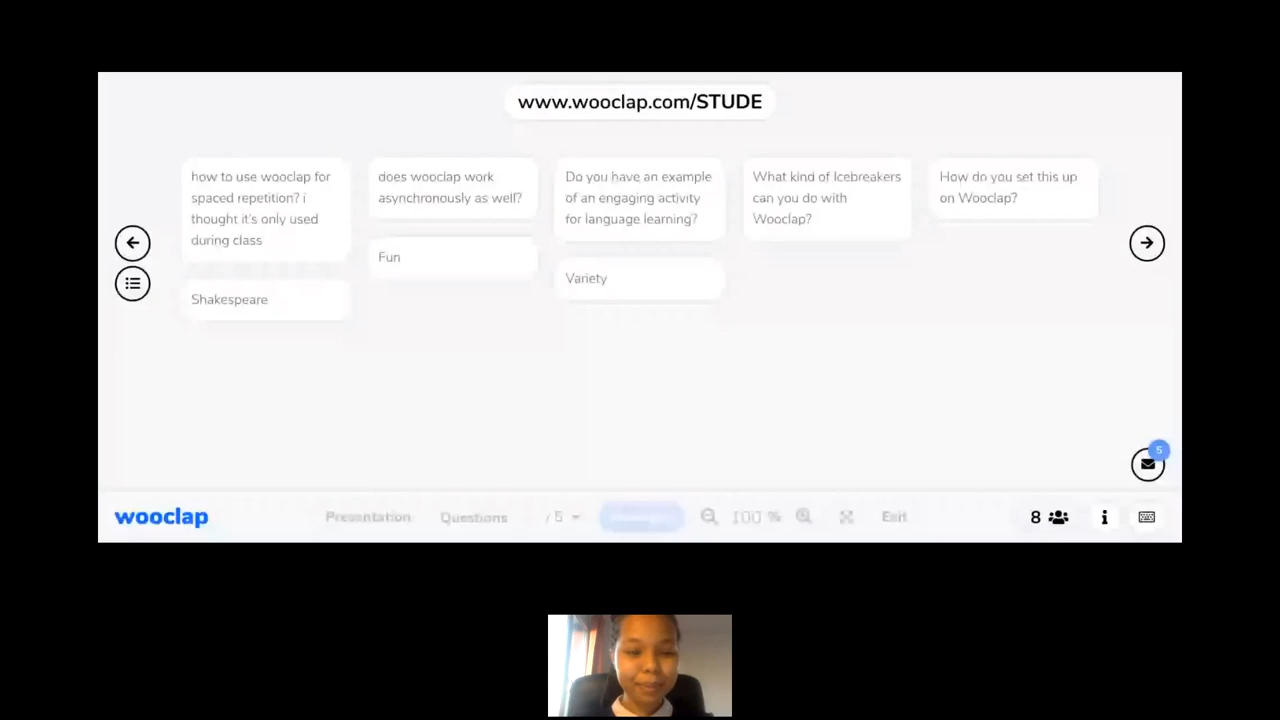 www.wooclap.com/STUDE
how to use wooclap for
spaced repetition? i
thought it's only used
during class
does wooclap work
asynchronously as well?
Do you have an example
of an engaging activity
for language learning?
What kind of Icebreakers
can you do with
Wooclap?
How do you set this up
on Wooclap?
Fun
Variety
Shakespeare
5
wooclap
Presentation
Questions
/ 5
100 %
Exit
8